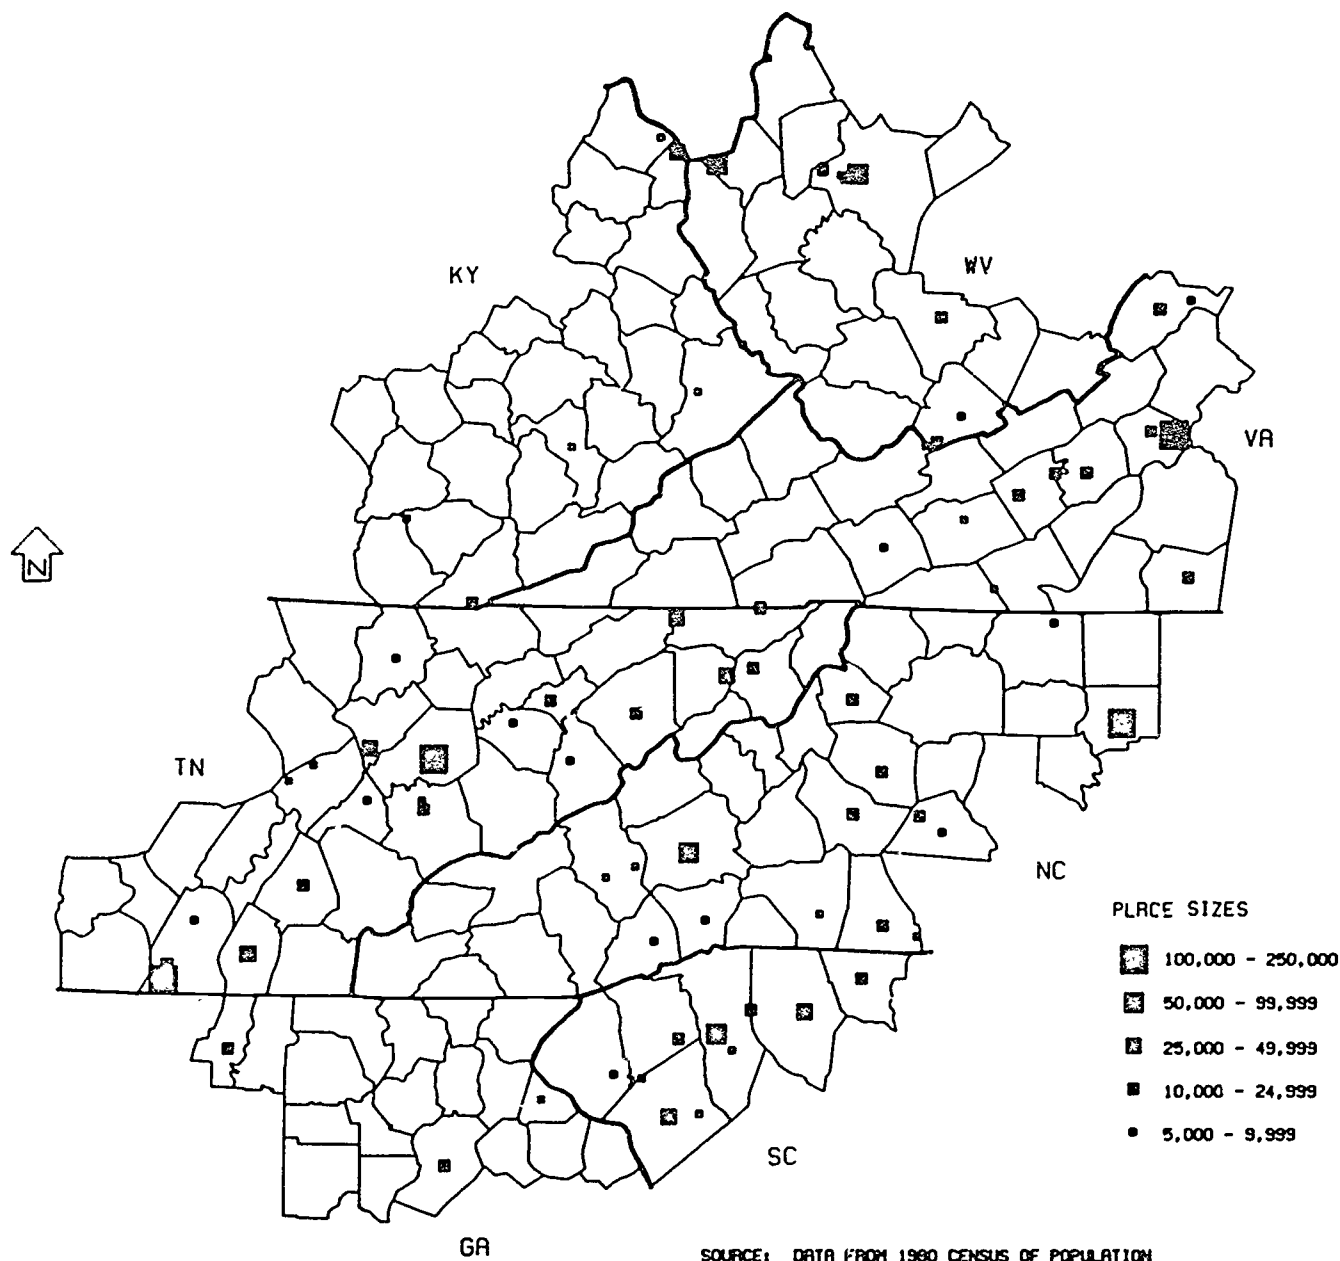 KY
WV
VA
N
TN
NC
PLACE SIZES
100,000 - 250,000
50,000 - 99,999
25,000 - 49,999
10,000 - 24,999
5,000 - 9,999
SC
GA
SOURCE: DATA FROM 1980 CENSUS OF POPULATION